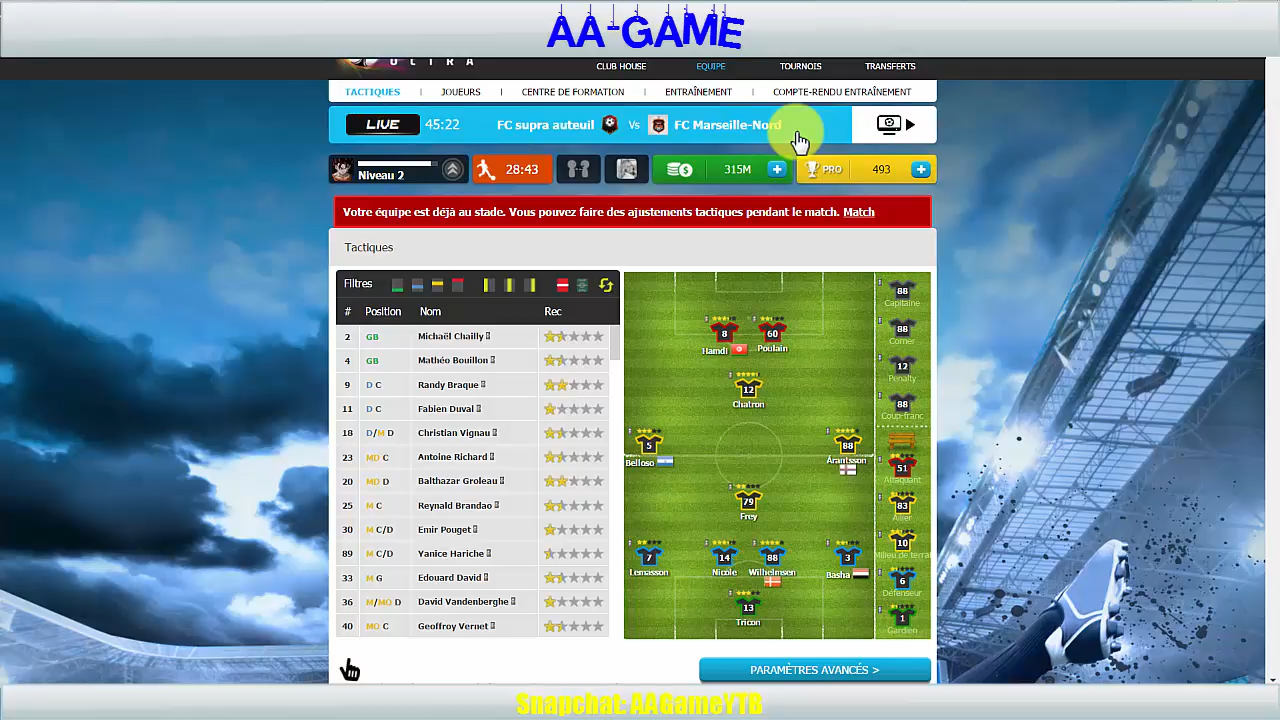 AA-GAME
ULTRA
CLUB HOUSE EQUIPE TOURNOIS TRANSFERTS
TACTIQUES | JOUEURS | CENTRE DE FORMATION | ENTRAÎNEMENT | COMPTE-RENDU ENTRAÎNEMENT
LIVE 45:22 FC supra auteuil Vs FC Marseille-Nord
Niveau 2 28:43 315M PRO 493
Votre équipe est déjà au stade. Vous pouvez faire des ajustements tactiques pendant le match. Match
Tactiques
Filtres
# Position Nom Rec
2 GB Michaël Chailly
4 GB Mathéo Bouillon
9 D C Randy Braque
11 D C Fabien Duval
18 D/M D Christian Vignau
23 MD C Antoine Richard
20 MD D Balthazar Groleau
25 M C Reynald Brandao
30 M C/D Emir Pouget
89 M C/D Yanice Hariche
33 M G Edouard David
36 M/MO D David Vandenberghe
40 MO C Geoffroy Vernet
8 60
Hamdi Poulain
12
Chatron
5 88
Belloso Arantsson
79
Frey
7 14 88 3
Lemasson Nicole Wilhelmsen Basha
13
Tricon
88
Capitaine
88
Corner
12
Penalty
88
Coup-franc
51
Attaquant
83
Ailier
10
Milieu de terrai
6
Défenseur
1
Gardien
PARAMÈTRES AVANCÉS >
Snapchat: AAGameYTB